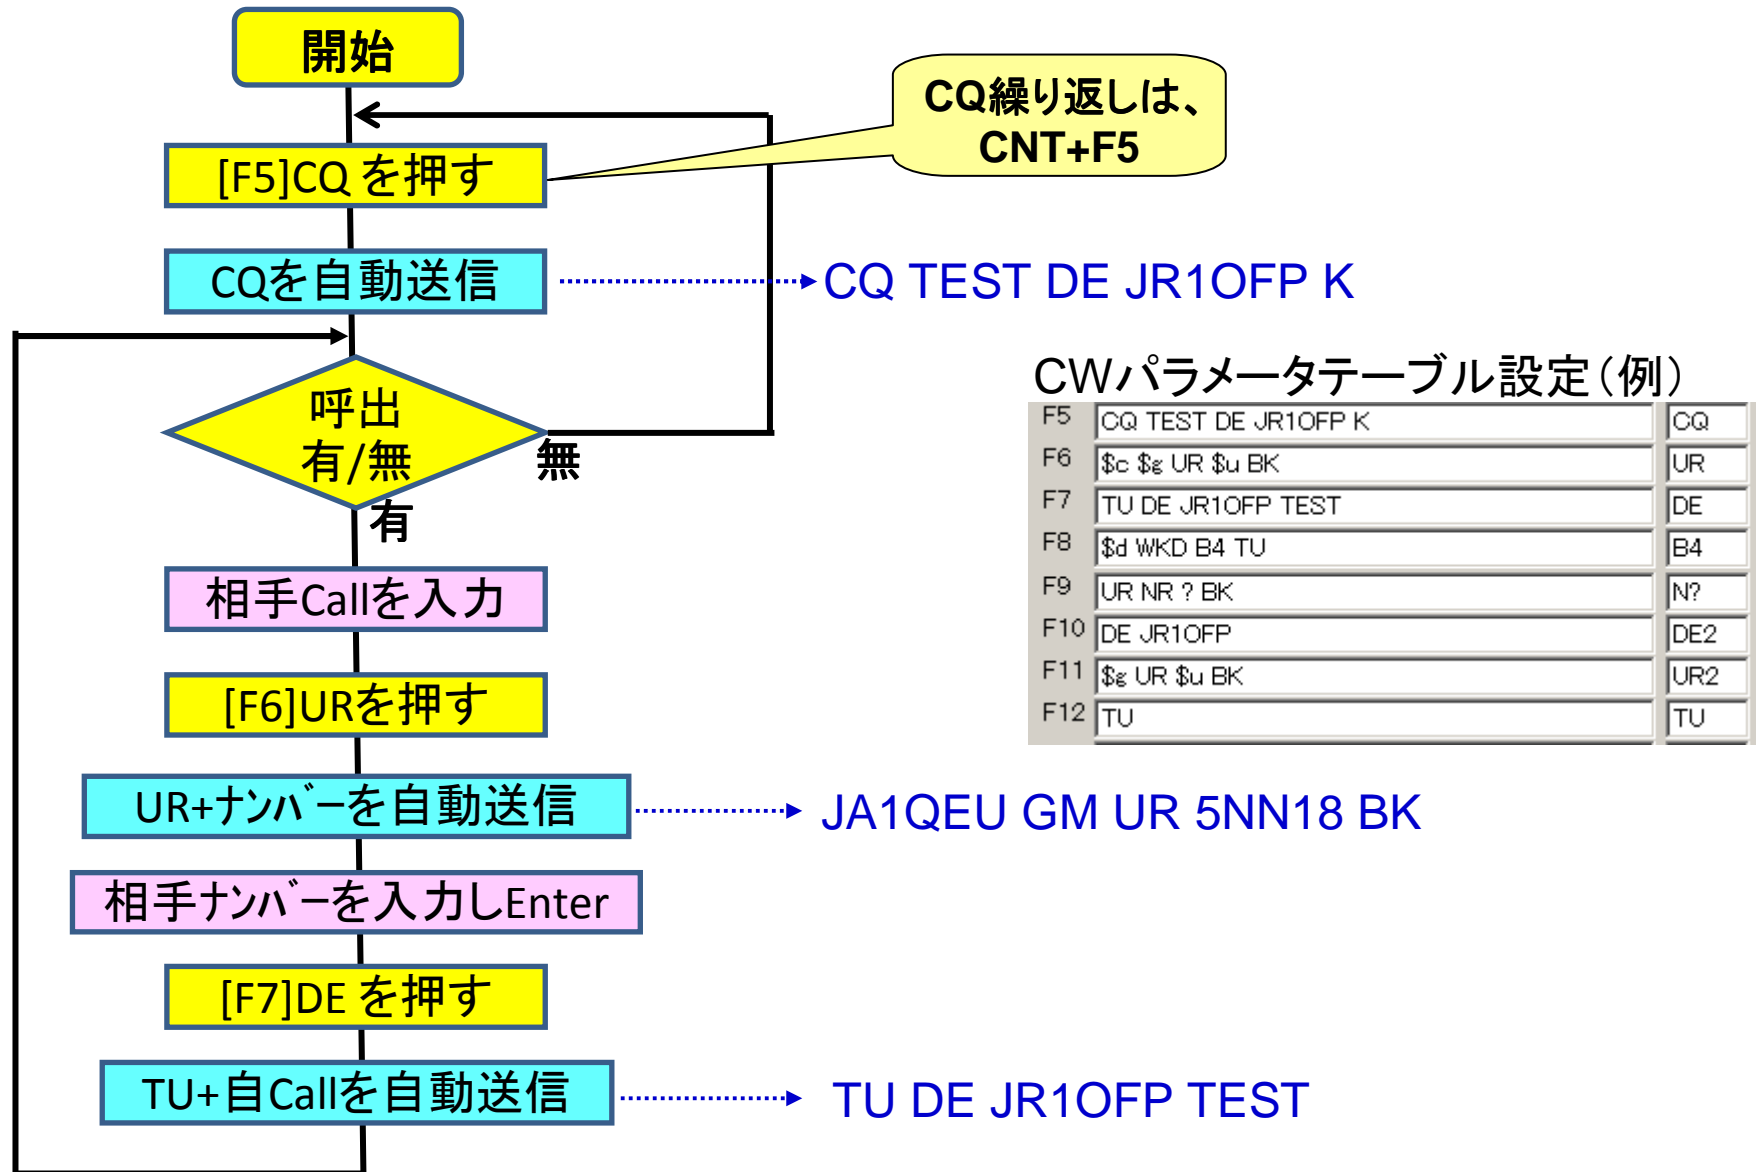 開始
CQ繰り返しは、
CNT+F5
[F5]CQ を押す
CQを自動送信
CQ TEST DE JR1OFP K
呼出
有/無
無
有
相手Callを入力
[F6]URを押す
UR+ﾅﾝﾊﾞｰを自動送信
JA1QEU GM UR 5NN18 BK
相手ﾅﾝﾊﾞｰを入力しEnter
[F7]DE を押す
TU+自Callを自動送信
TU DE JR1OFP TEST
CWパラメータテーブル設定（例）
F5 CQ TEST DE JR1OFP K CQ
F6 $c $g UR $u BK UR
F7 TU DE JR1OFP TEST DE
F8 $d WKD B4 TU B4
F9 UR NR ? BK N?
F10 DE JR1OFP DE2
F11 $g UR $u BK UR2
F12 TU TU